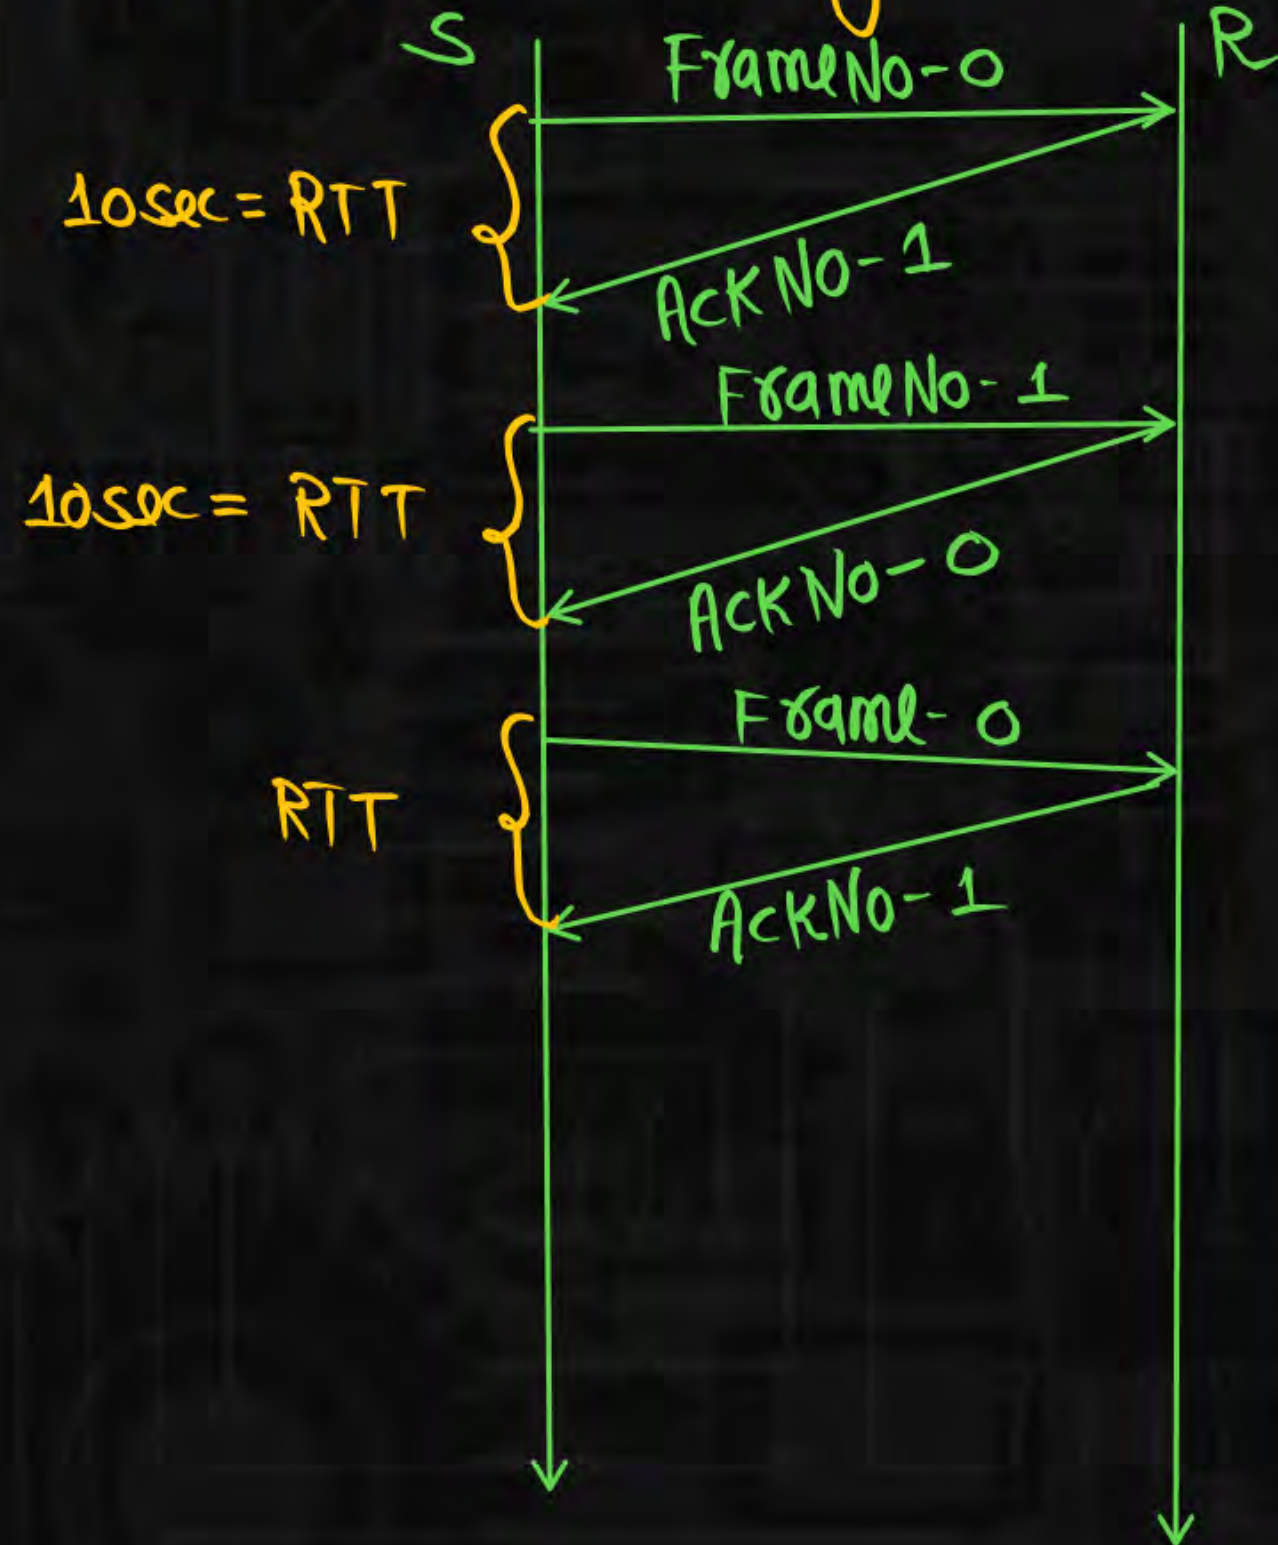 S
R
FrameNo-0
10sec = RTT
AckNo-1
FrameNo-1
10sec = RTT
AckNo-0
Frame-0
RTT
AckNo-1